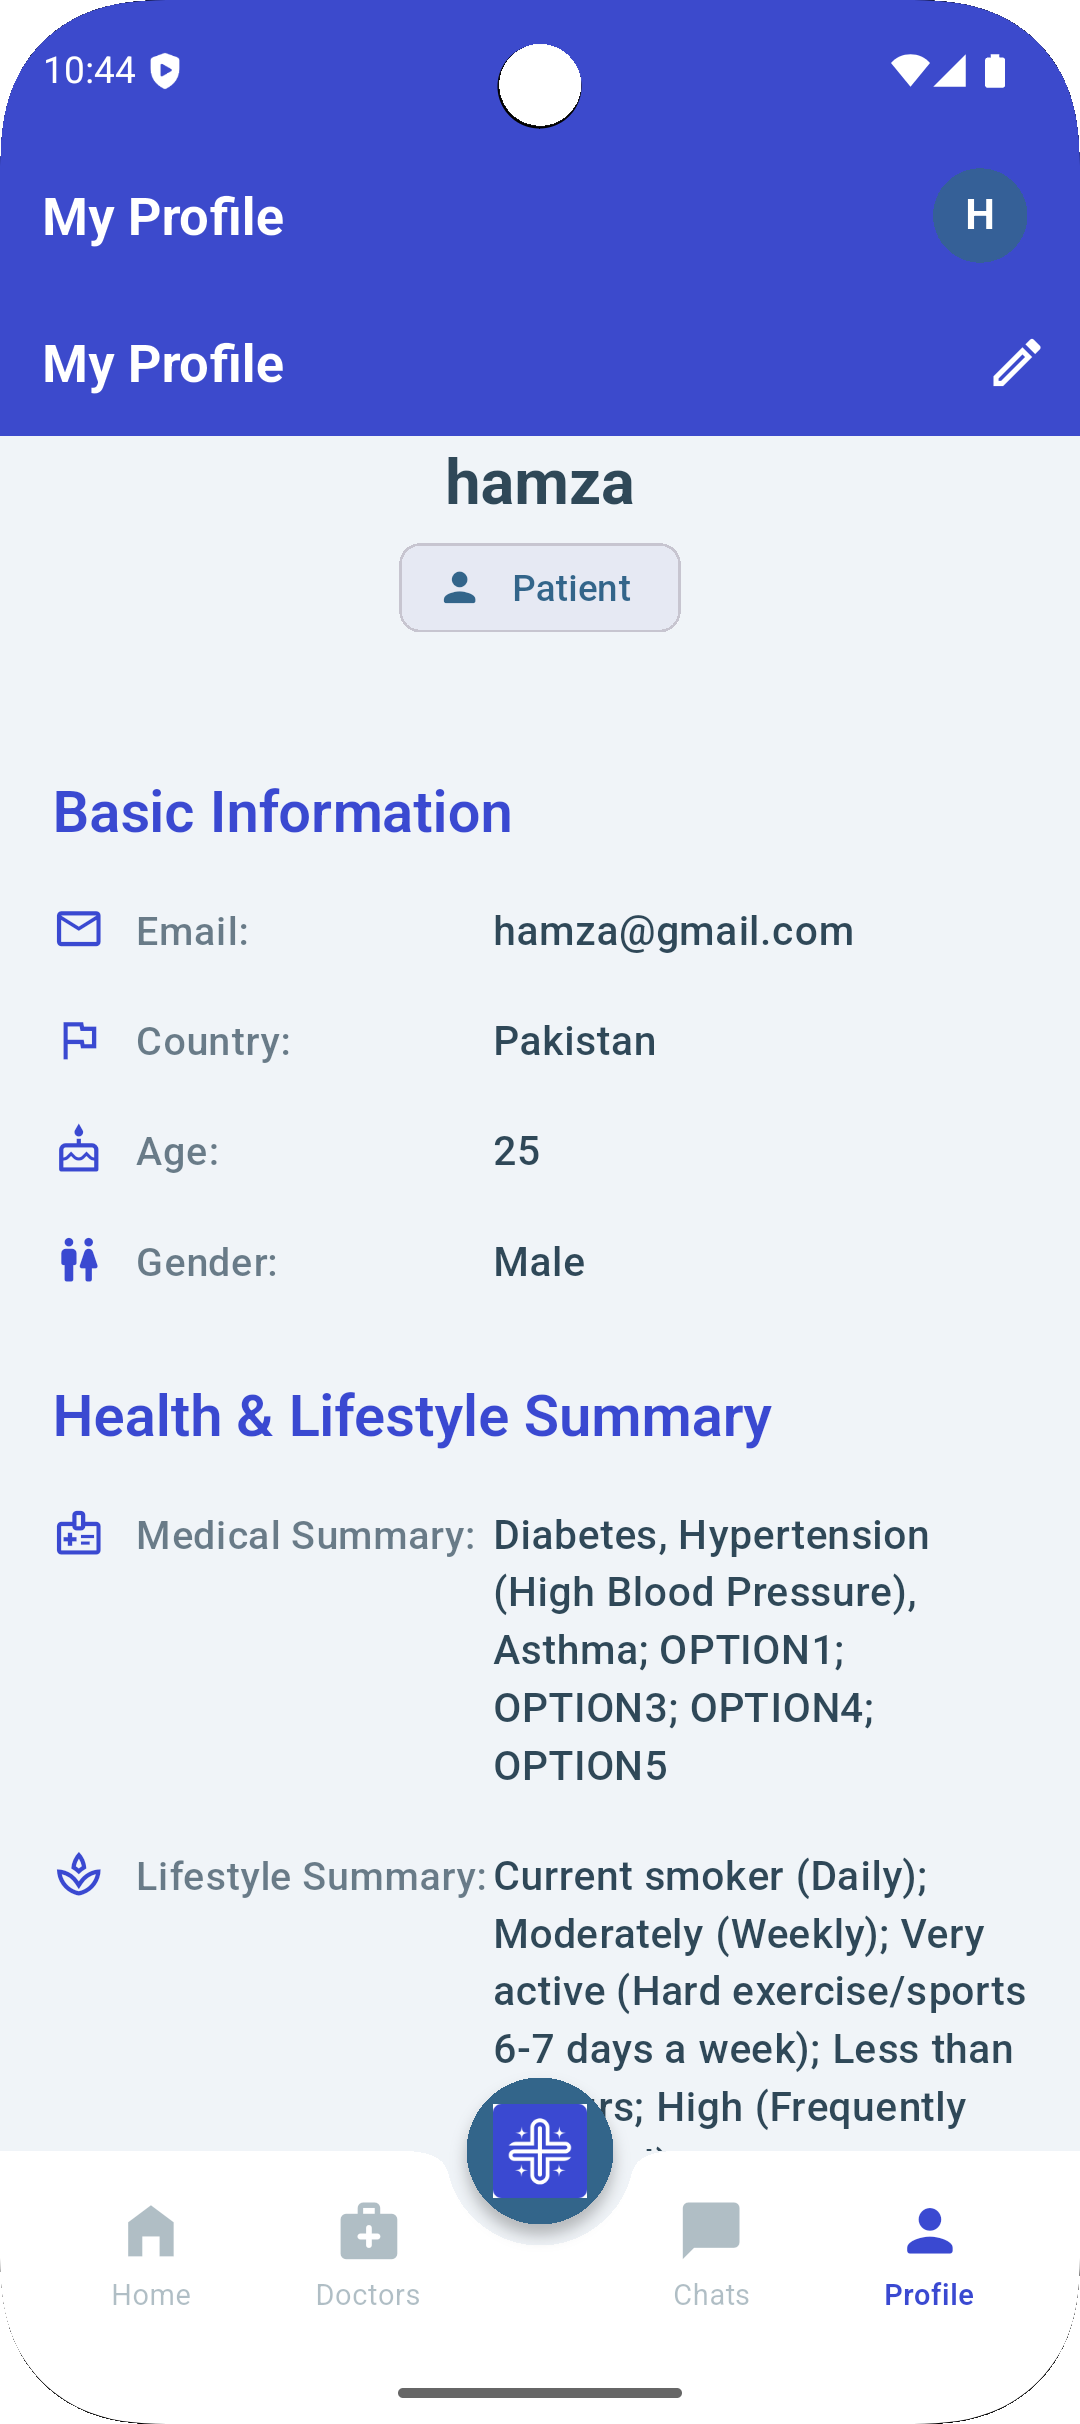 10:44
My Profile
H
My Profile
hamza
Patient
Basic Information
Email: hamza@gmail.com
Country: Pakistan
Age: 25
Gender: Male
Health & Lifestyle Summary
Medical Summary: Diabetes, Hypertension
(High Blood Pressure),
Asthma; OPTION1;
OPTION3; OPTION4;
OPTION5
Lifestyle Summary: Current smoker (Daily);
Moderately (Weekly); Very
active (Hard exercise/sports
6-7 days a week); Less than
High (Frequently
Home
Doctors
Chats
Profile